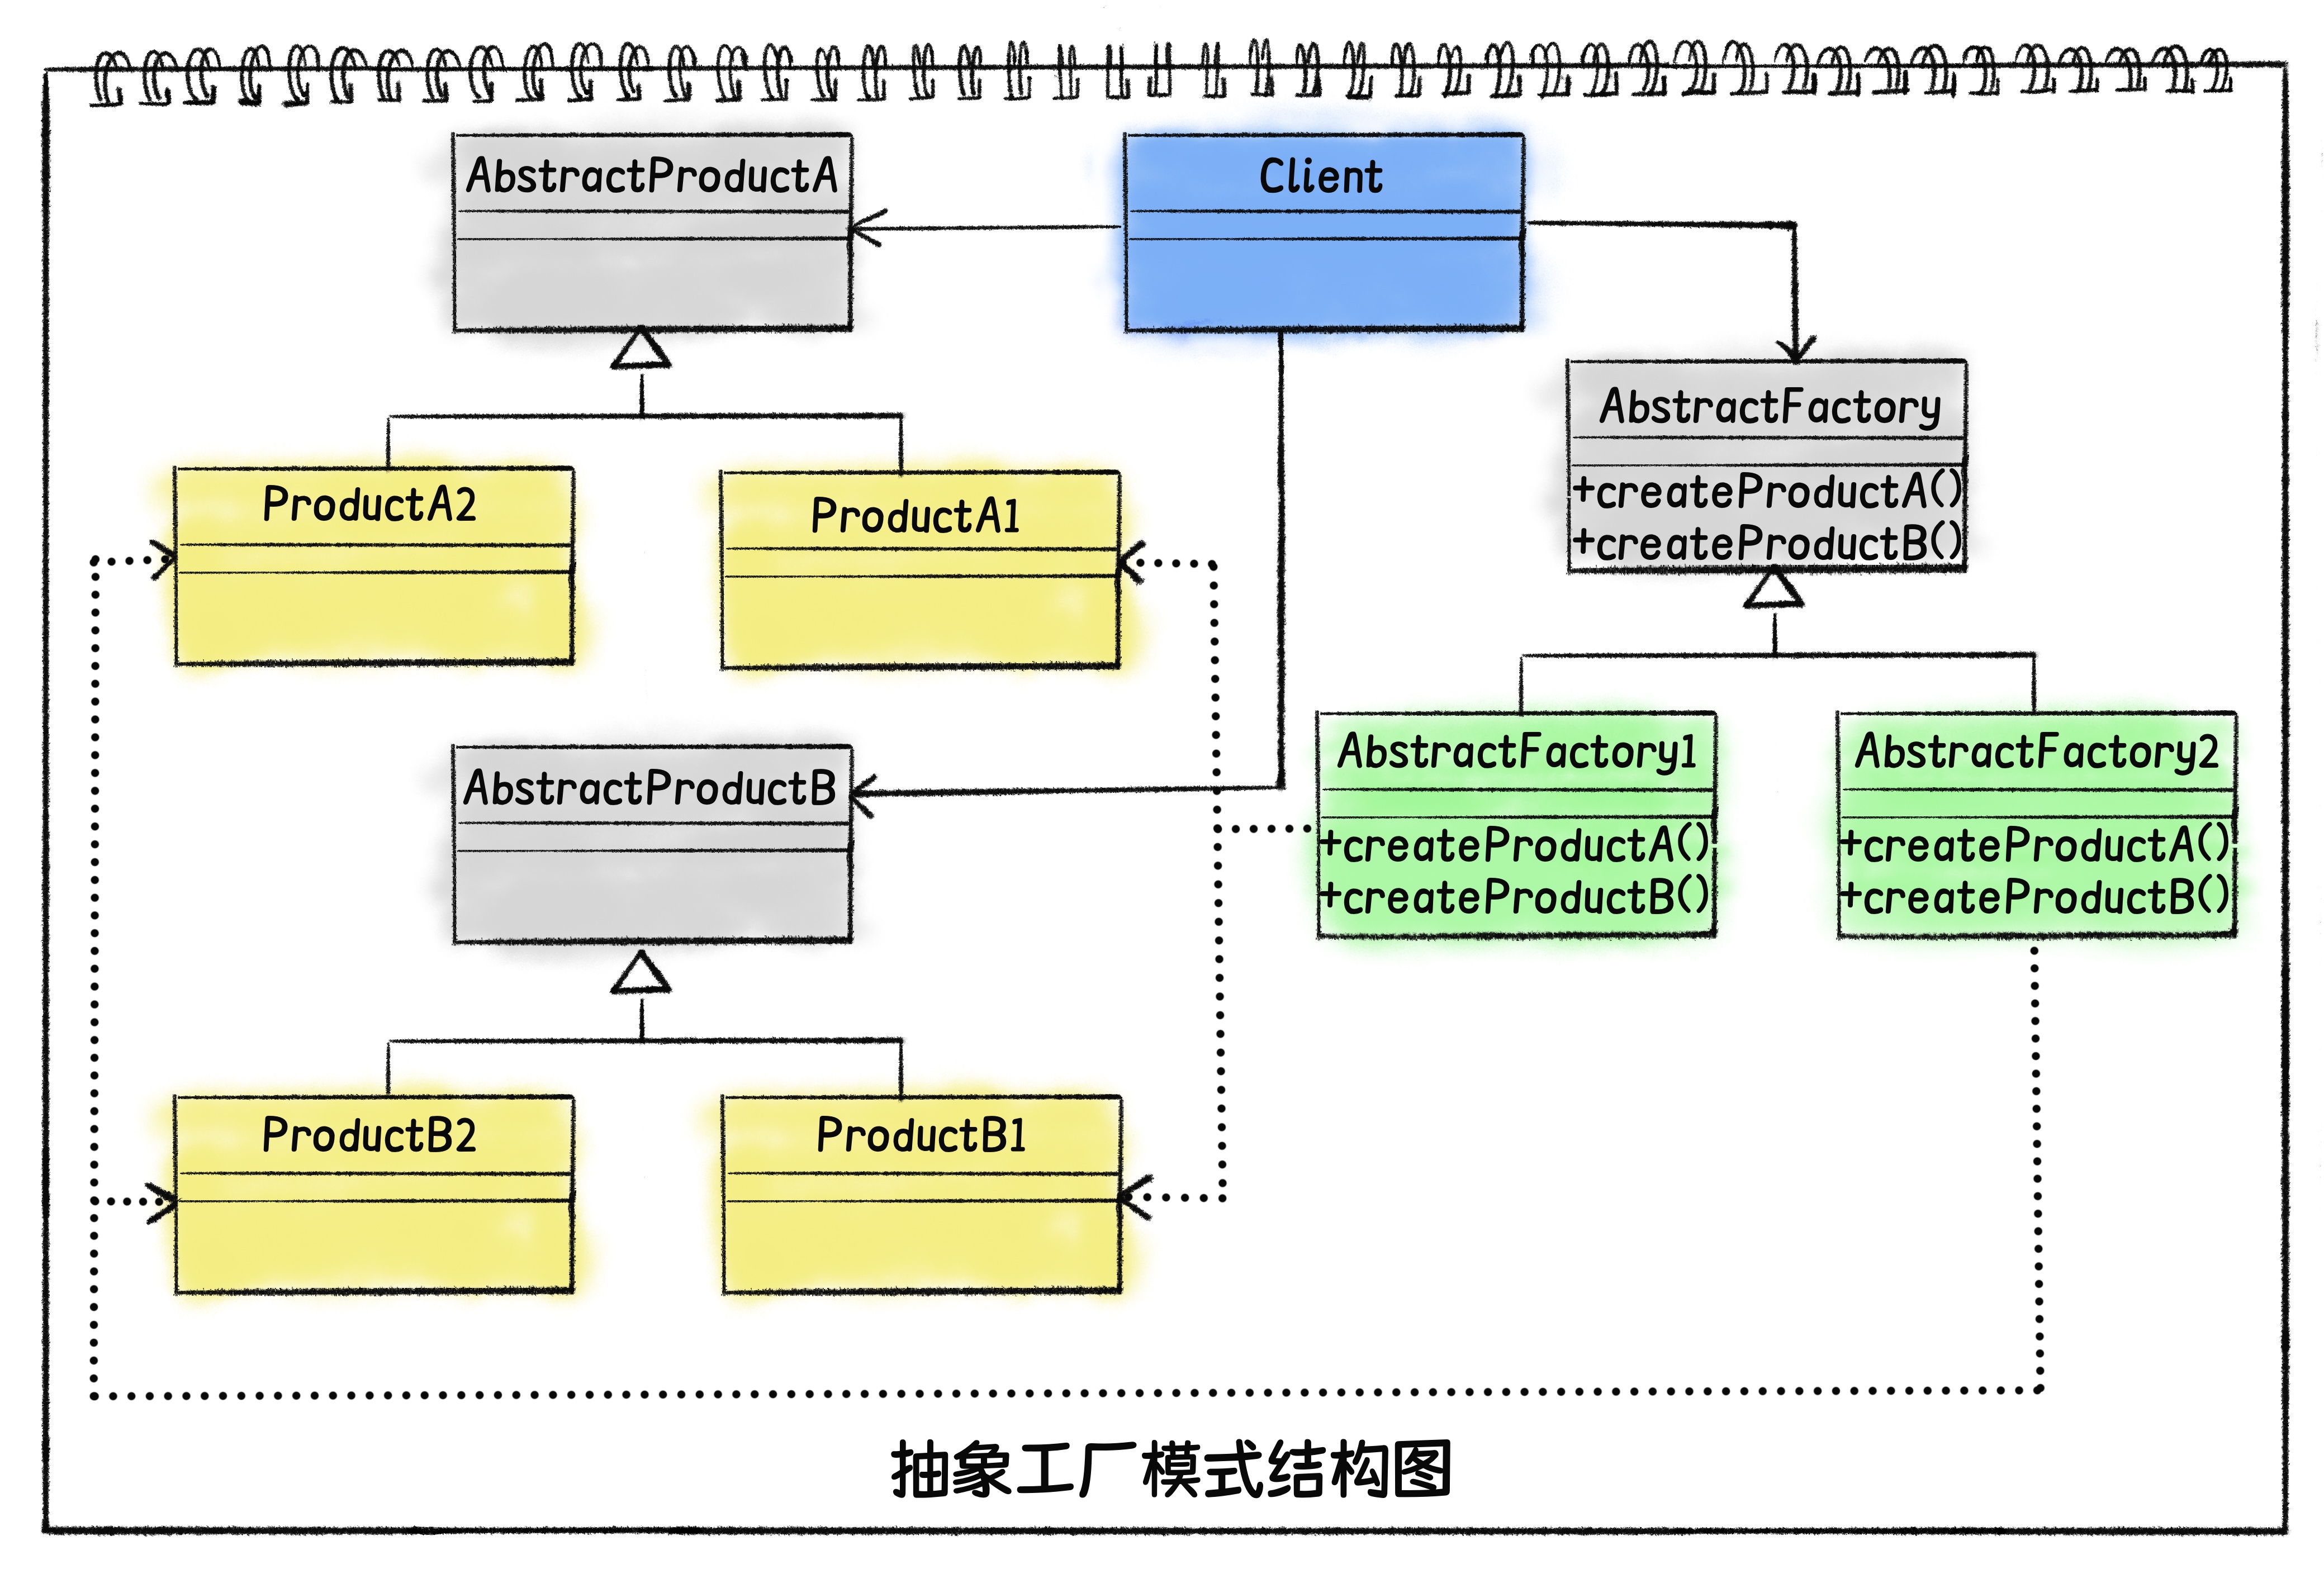 AbstractProductA
Client
AbstractFactory
+createProductA()
+createProductB()
ProductA2
ProductA1
AbstractProductB
AbstractFactory1
+createProductA()
+createProductB()
AbstractFactory2
+createProductA()
+createProductB()
ProductB2
ProductB1
抽象工厂模式结构图